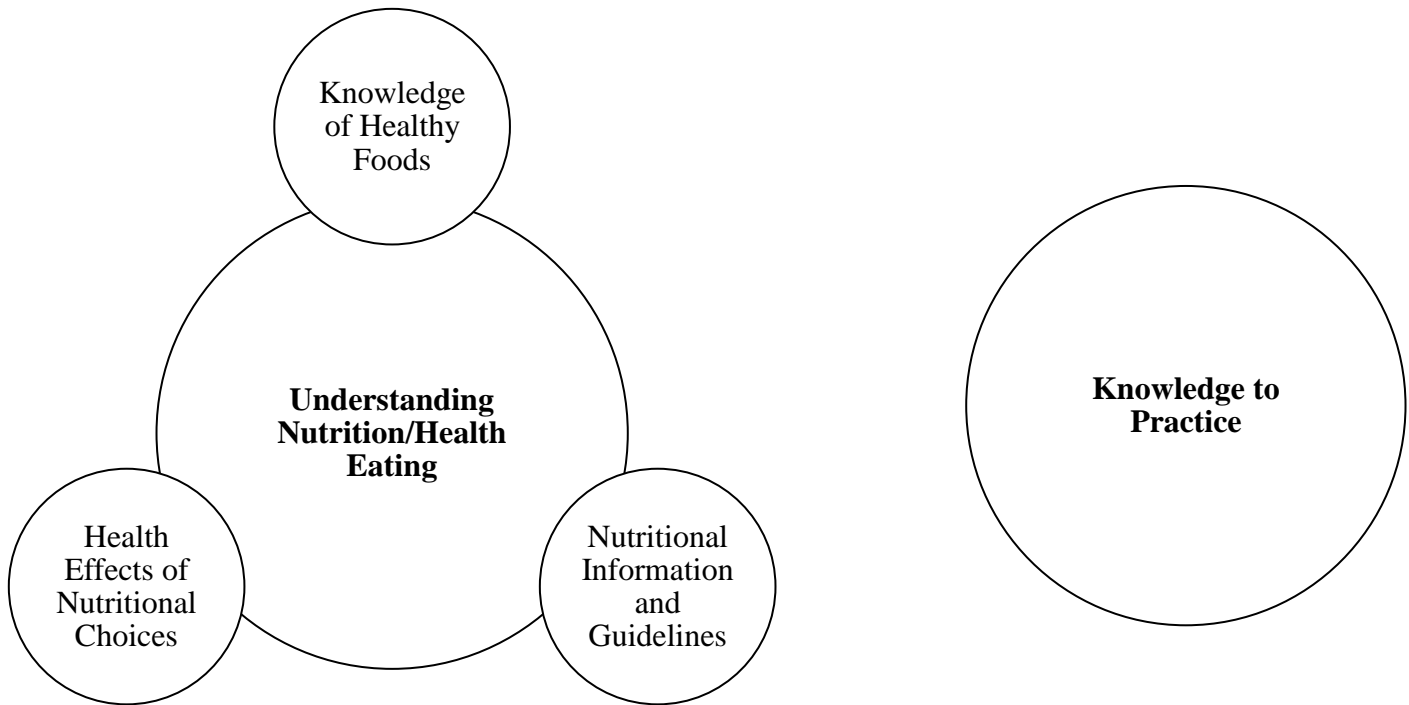 Knowledge
of Healthy
Foods
Understanding
Nutrition/Health
Eating
Health
Effects of
Nutritional
Choices
Nutritional
Information
and
Guidelines
Knowledge to
Practice